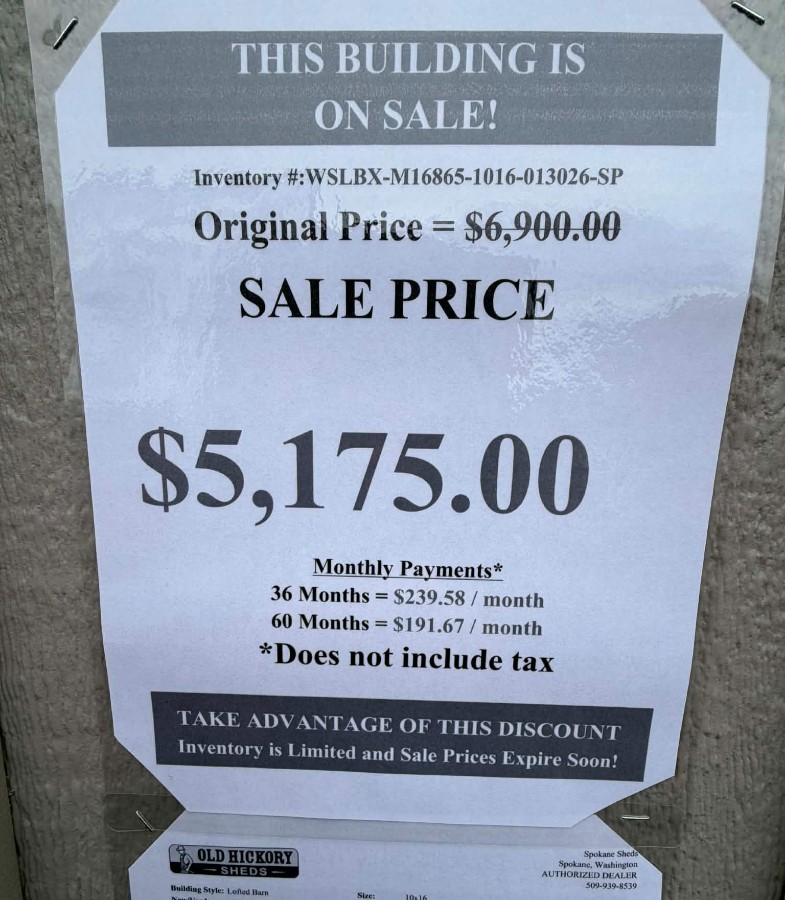 THIS BUILDING IS
ON SALE!
Inventory #:WSLBX-M16865-1016-013026-SP
Original Price = $6,900.00
SALE PRICE
$5,175.00
Monthly Payments*
36 Months = $239.58 / month
60 Months = $191.67 / month
*Does not include tax
TAKE ADVANTAGE OF THIS DISCOUNT
Inventory is Limited and Sale Prices Expire Soon!
OLD HICKORY
SHEDS
Spokane Sheds
Spokane, Washington
AUTHORIZED DEALER
509-939-8539
Building Style: Lofted Barn
Size: 10x16